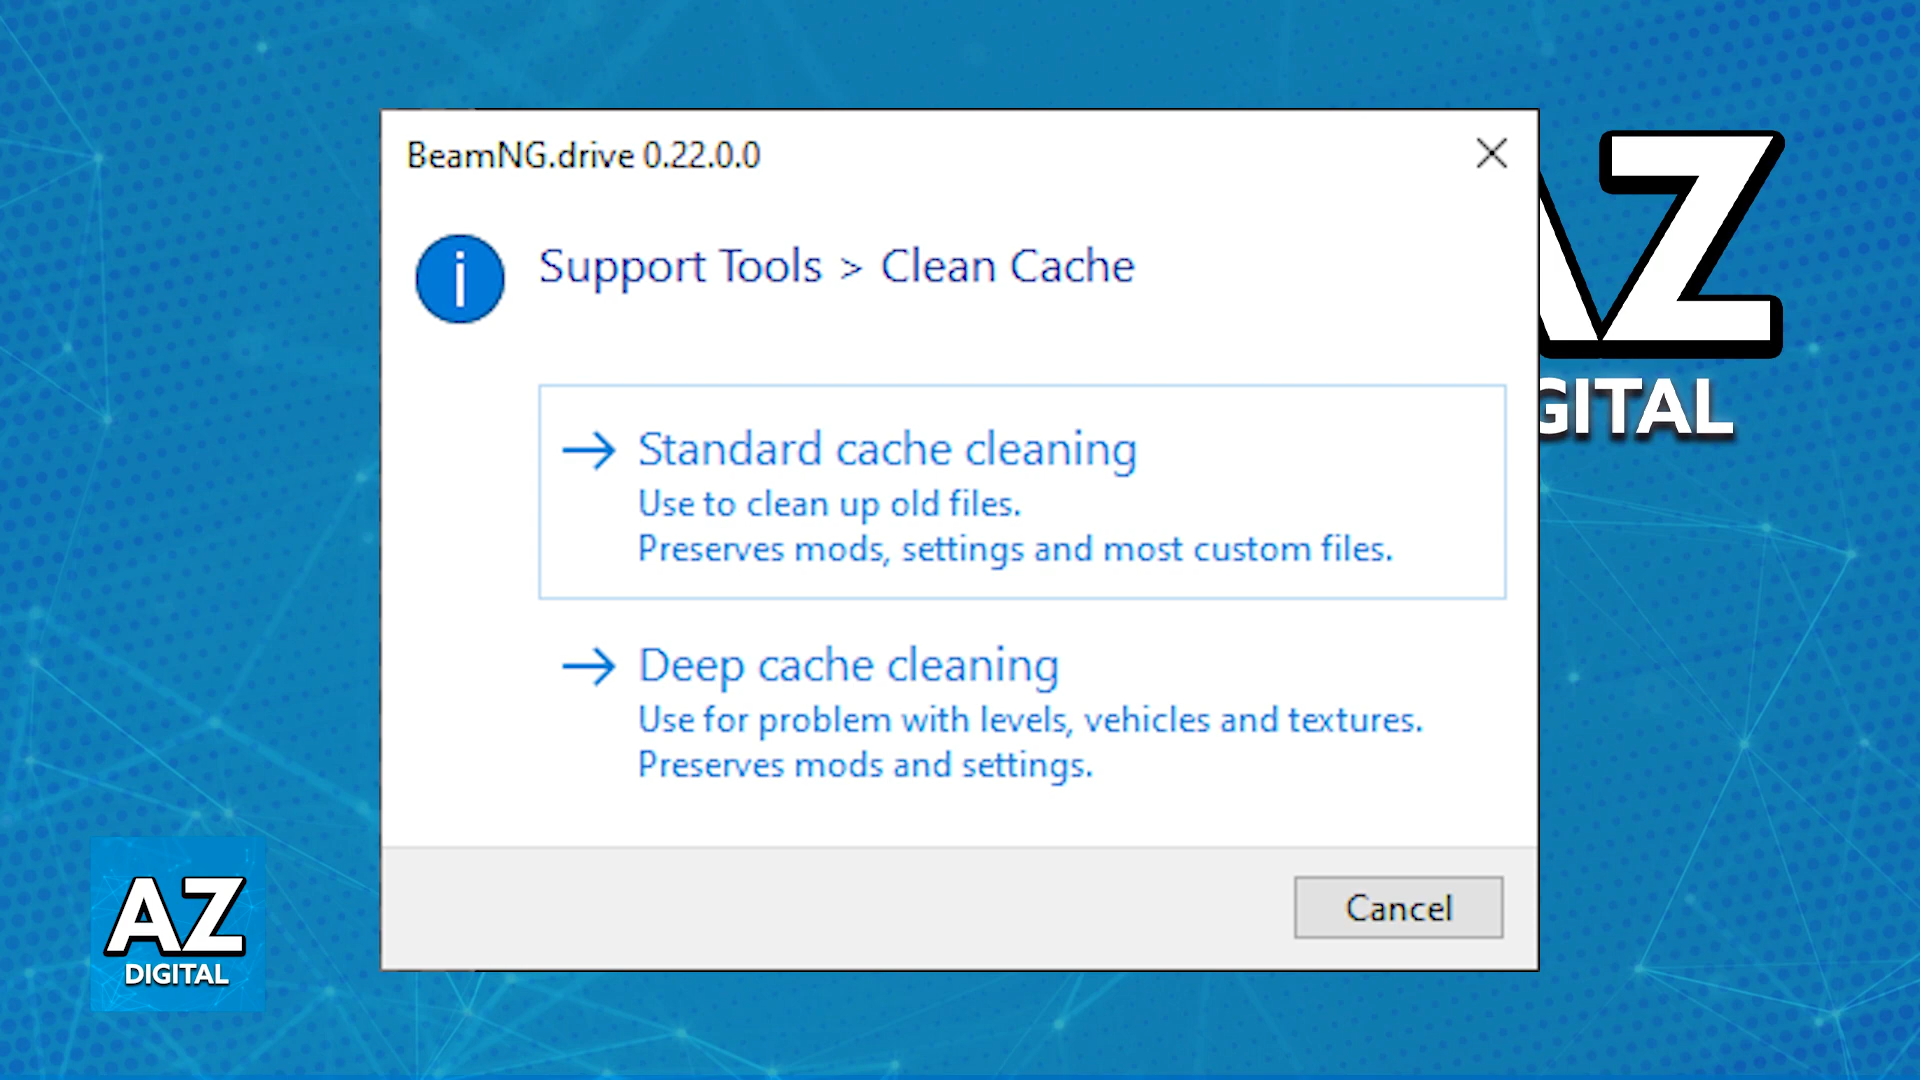 BeamNG.drive 0.22.0.0
Support Tools > Clean Cache
AZ
GITAL
Standard cache cleaning
Use to clean up old files.
Preserves mods, settings and most custom files.
Deep cache cleaning
Use for problem with levels, vehicles and textures.
Preserves mods and settings.
Cancel
AZ
DIGITAL